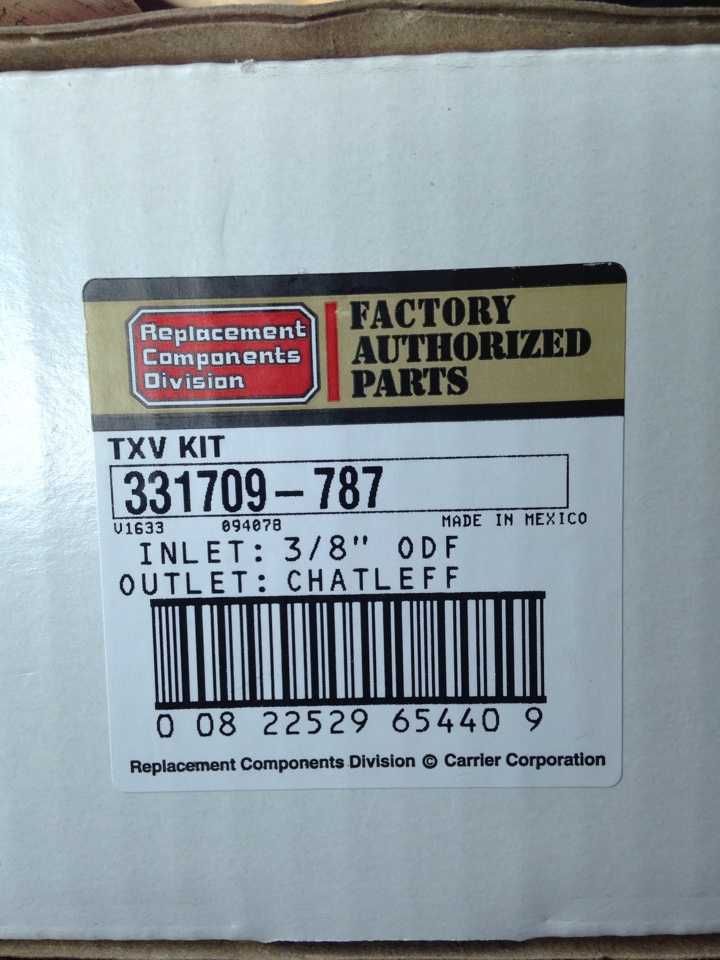 Replacement
Components
Division
FACTORY
AUTHORIZED
PARTS
TXV KIT
331709-787
V1633 094078 MADE IN MEXICO
INLET: 3/8" ODF
OUTLET: CHATLEFF
0 08 22529 65440 9
Replacement Components Division © Carrier Corporation